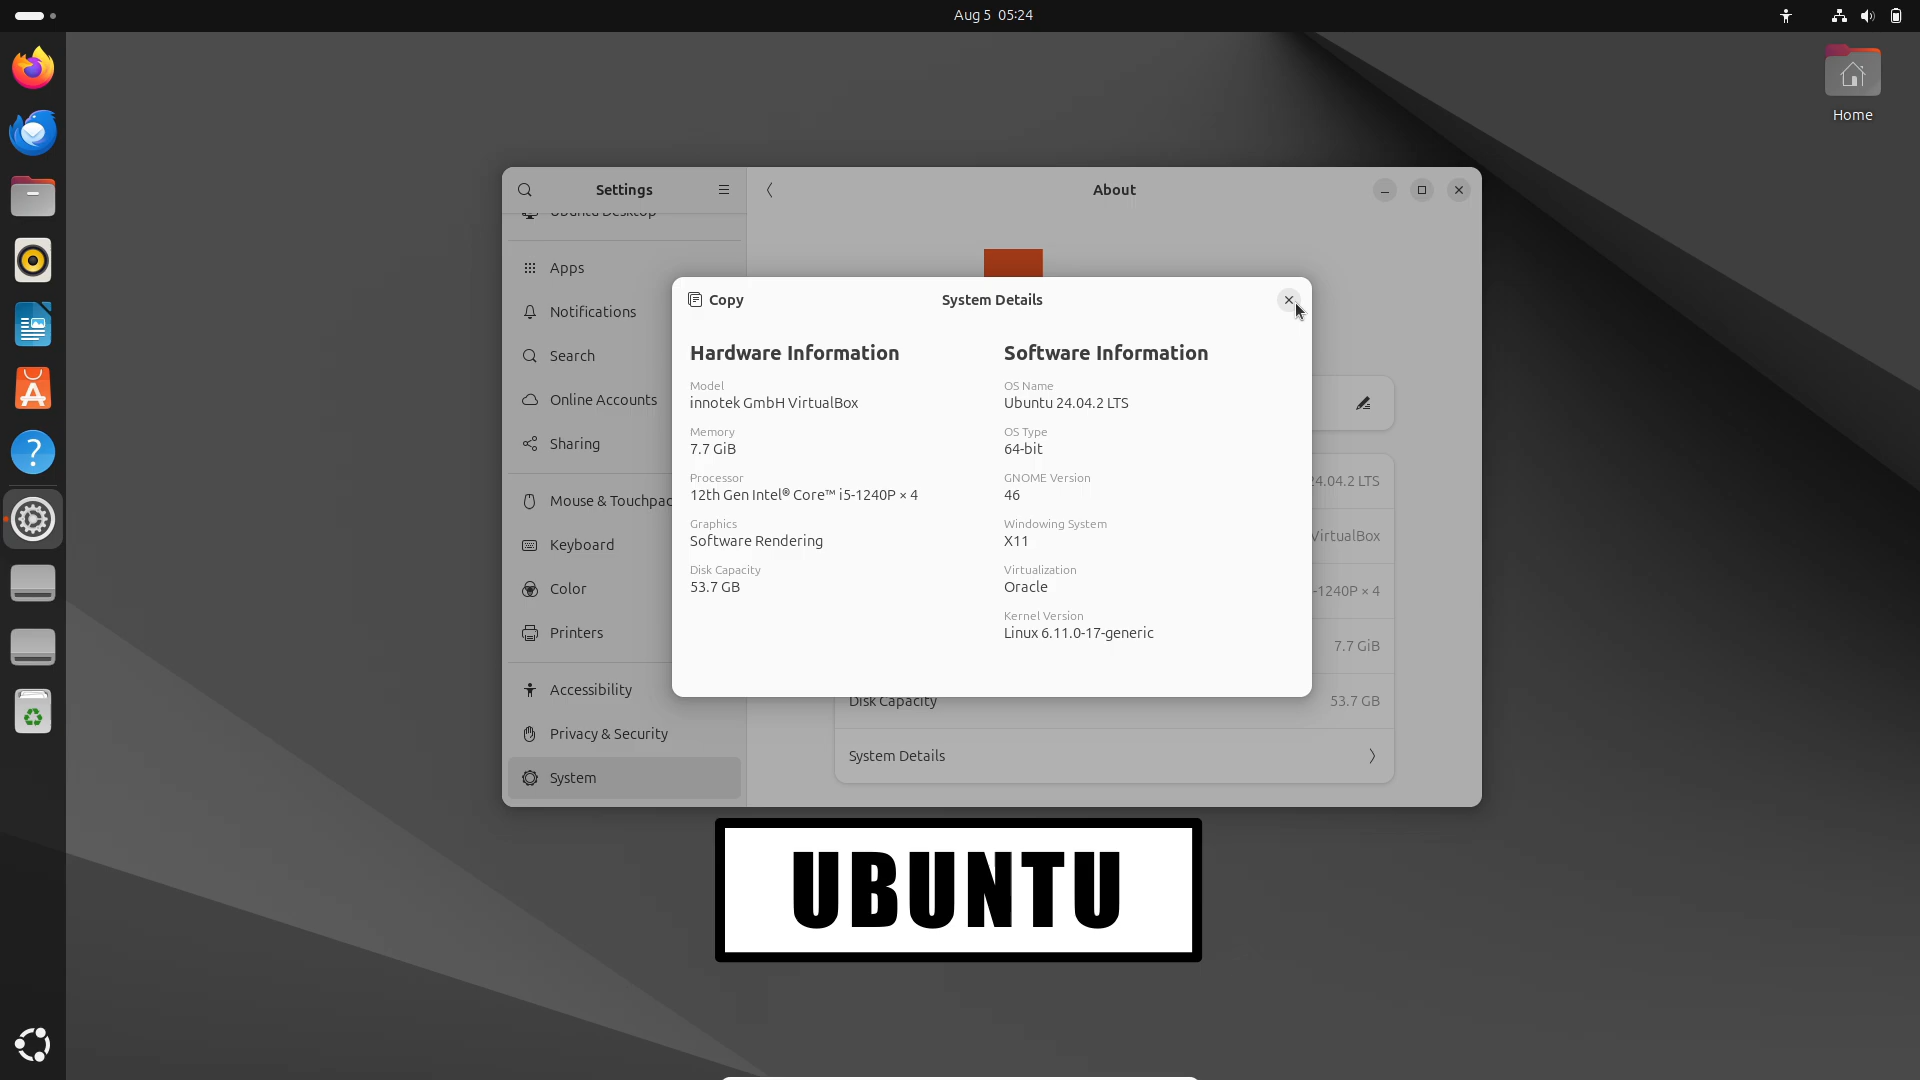 Aug 5 05:24
Home
Settings
About
Ubuntu Desktop
Apps
Notifications
Search
Online Accounts
Sharing
Mouse & Touchpad
Keyboard
Color
Printers
Accessibility
Privacy & Security
System
Copy
System Details
Hardware Information
Model
innotek GmbH VirtualBox
Memory
7.7 GiB
Processor
12th Gen Intel® Core™ i5-1240P × 4
Graphics
Software Rendering
Disk Capacity
53.7 GB
Software Information
OS Name
Ubuntu 24.04.2 LTS
OS Type
64-bit
GNOME Version
46
Windowing System
X11
Virtualization
Oracle
Kernel Version
Linux 6.11.0-17-generic
24.04.2 LTS
VirtualBox
-1240P × 4
7.7 GiB
Disk Capacity 53.7 GB
System Details
UBUNTU